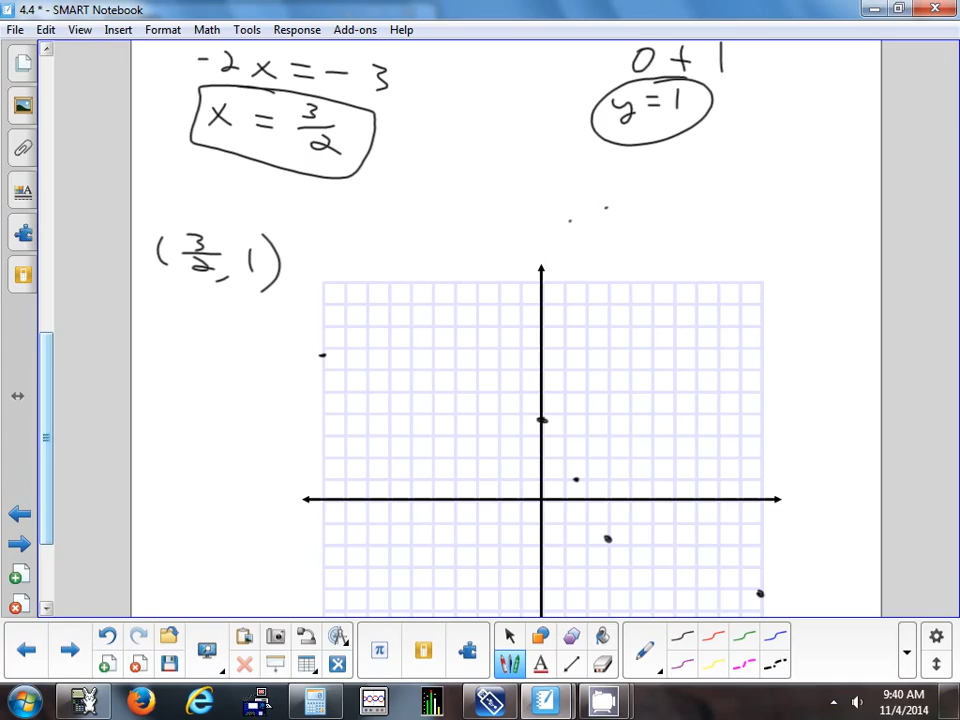 4.4 * - SMART Notebook
File Edit View Insert Format Math Tools Response Add-ons Help
-2x = -3
0 + 1
x = 3/2
y = 1
(3/2, 1)
9:40 AM
11/4/2014